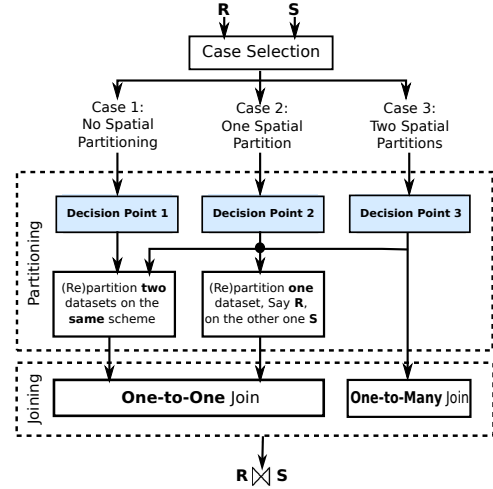 R S
Case Selection
Case 1:
No Spatial
Partitioning
Case 2:
One Spatial
Partition
Case 3:
Two Spatial
Partitions
Partitioning
Decision Point 1
Decision Point 2
Decision Point 3
(Re)partition two
datasets on the
same scheme
(Re)partition one
dataset, Say R,
on the other one S
Joining
One-to-One Join
One-to-Many Join
R ⋈ S